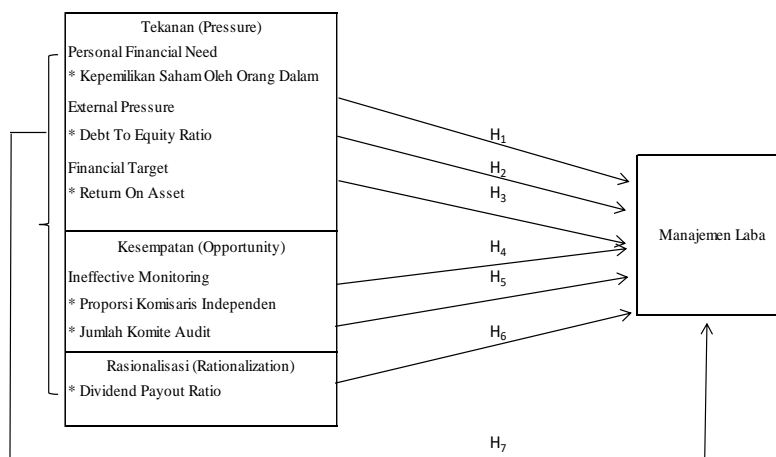 Tekanan (Pressure)
Personal Financial Need
* Kepemilikan Saham Oleh Orang Dalam
External Pressure
* Debt To Equity Ratio
Financial Target
* Return On Asset
Kesempatan (Opportunity)
Ineffective Monitoring
* Proporsi Komisaris Independen
* Jumlah Komite Audit
Rasionalisasi (Rationalization)
* Dividend Payout Ratio
H1
H2
H3
H4
H5
H6
H7
Manajemen Laba